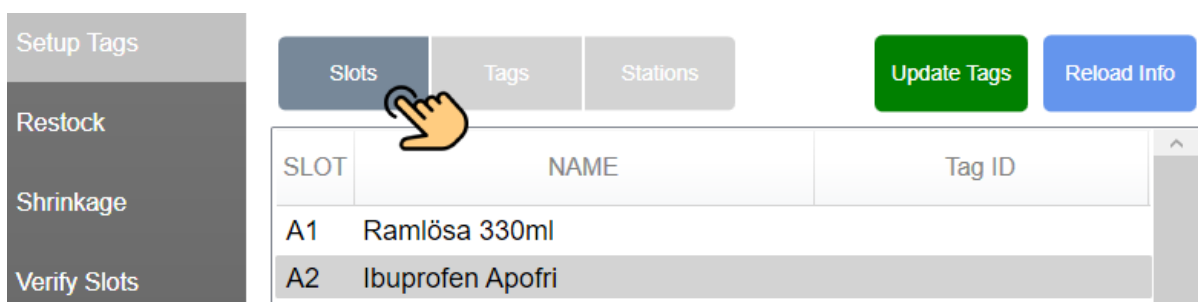 Setup Tags
Restock
Shrinkage
Verify Slots
Slots Tags Stations Update Tags Reload Info
SLOT NAME Tag ID
A1 Ramlösa 330ml
A2 Ibuprofen Apofri